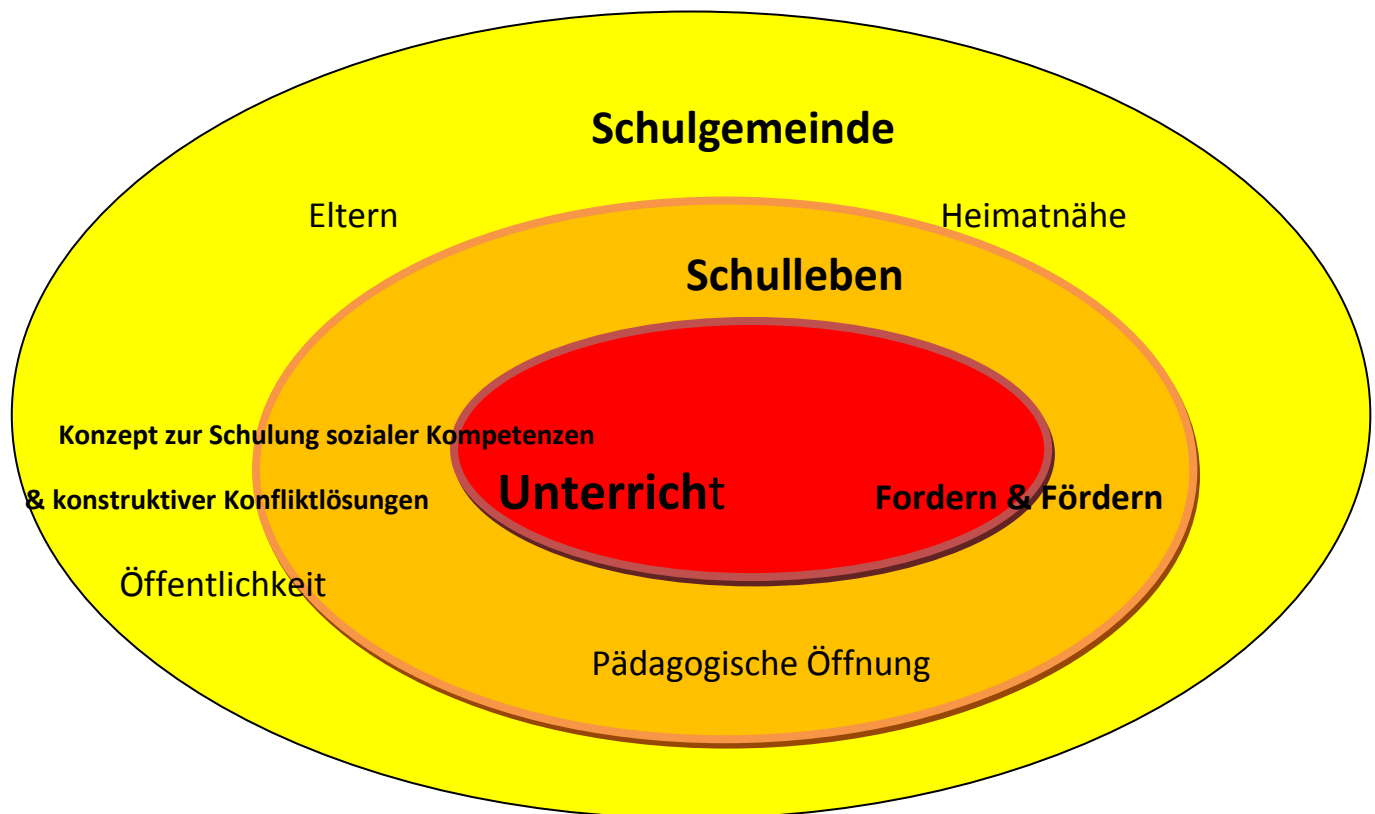 Schulgemeinde
Eltern
Heimatnähe
Schulleben
Konzept zur Schulung sozialer Kompetenzen
& konstruktiver Konfliktlösungen
Unterricht
Fordern & Fördern
Öffentlichkeit
Pädagogische Öffnung